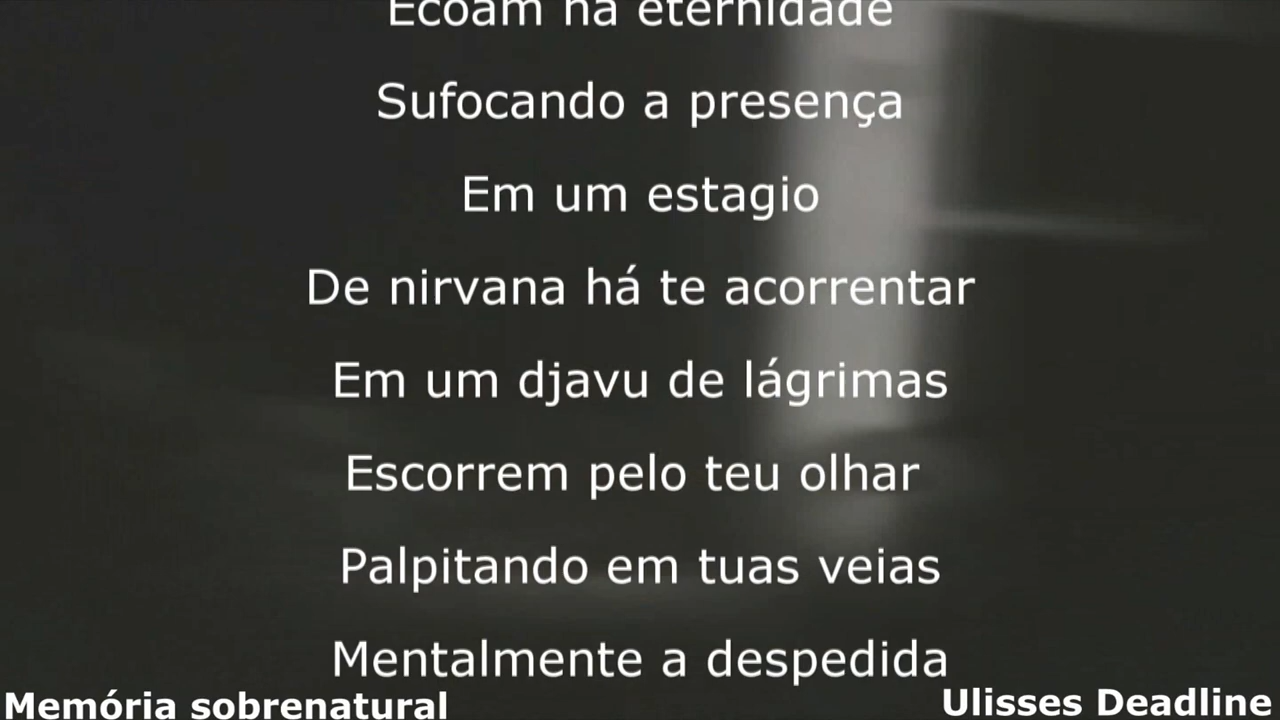 Ecoam na eternidade
Sufocando a presença
Em um estagio
De nirvana há te acorrentar
Em um djavu de lágrimas
Escorrem pelo teu olhar
Palpitando em tuas veias
Mentalmente a despedida
Memória sobrenatural
Ulisses Deadline